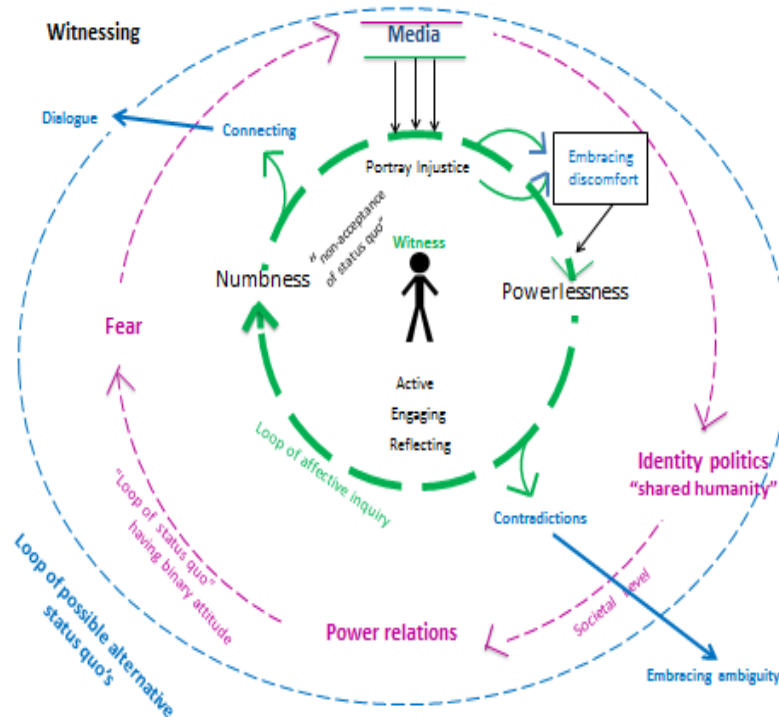 Witnessing
Media
Dialogue
Connecting
Portray Injustice
Embracing
discomfort
"non-acceptance
of status quo"
Witness
Numbness
Powerlessness
Fear
Active
Engaging
Reflecting
Loop of affective inquiry
Identity politics
"shared humanity"
Contradictions
"Loop of status quo"
having binary attitude
Societal Level
Loop of possible alternative
status quo's
Power relations
Embracing ambiguity